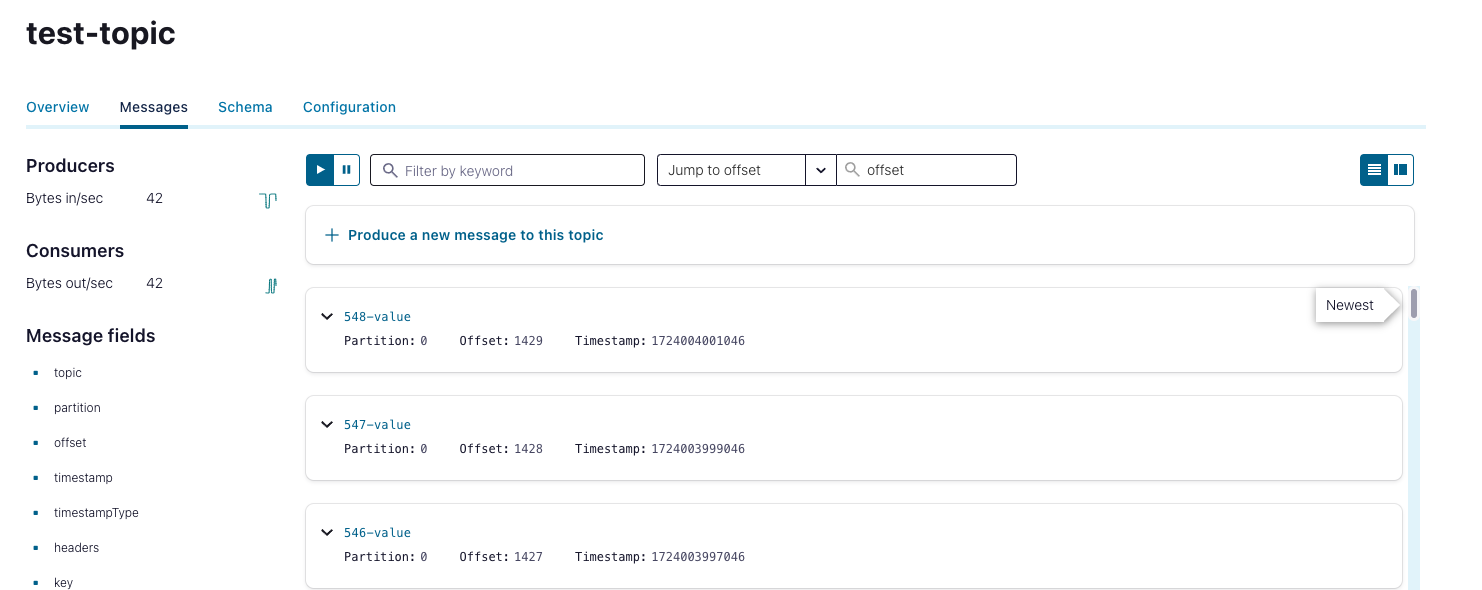 test-topic
Overview Messages Schema Configuration
Producers
Bytes in/sec 42
Consumers
Bytes out/sec 42
Message fields
topic
partition
offset
timestamp
timestampType
headers
key
Filter by keyword Jump to offset offset
Produce a new message to this topic
Newest
548-value
Partition: 0 Offset: 1429 Timestamp: 1724004001046
547-value
Partition: 0 Offset: 1428 Timestamp: 1724003999046
546-value
Partition: 0 Offset: 1427 Timestamp: 1724003997046